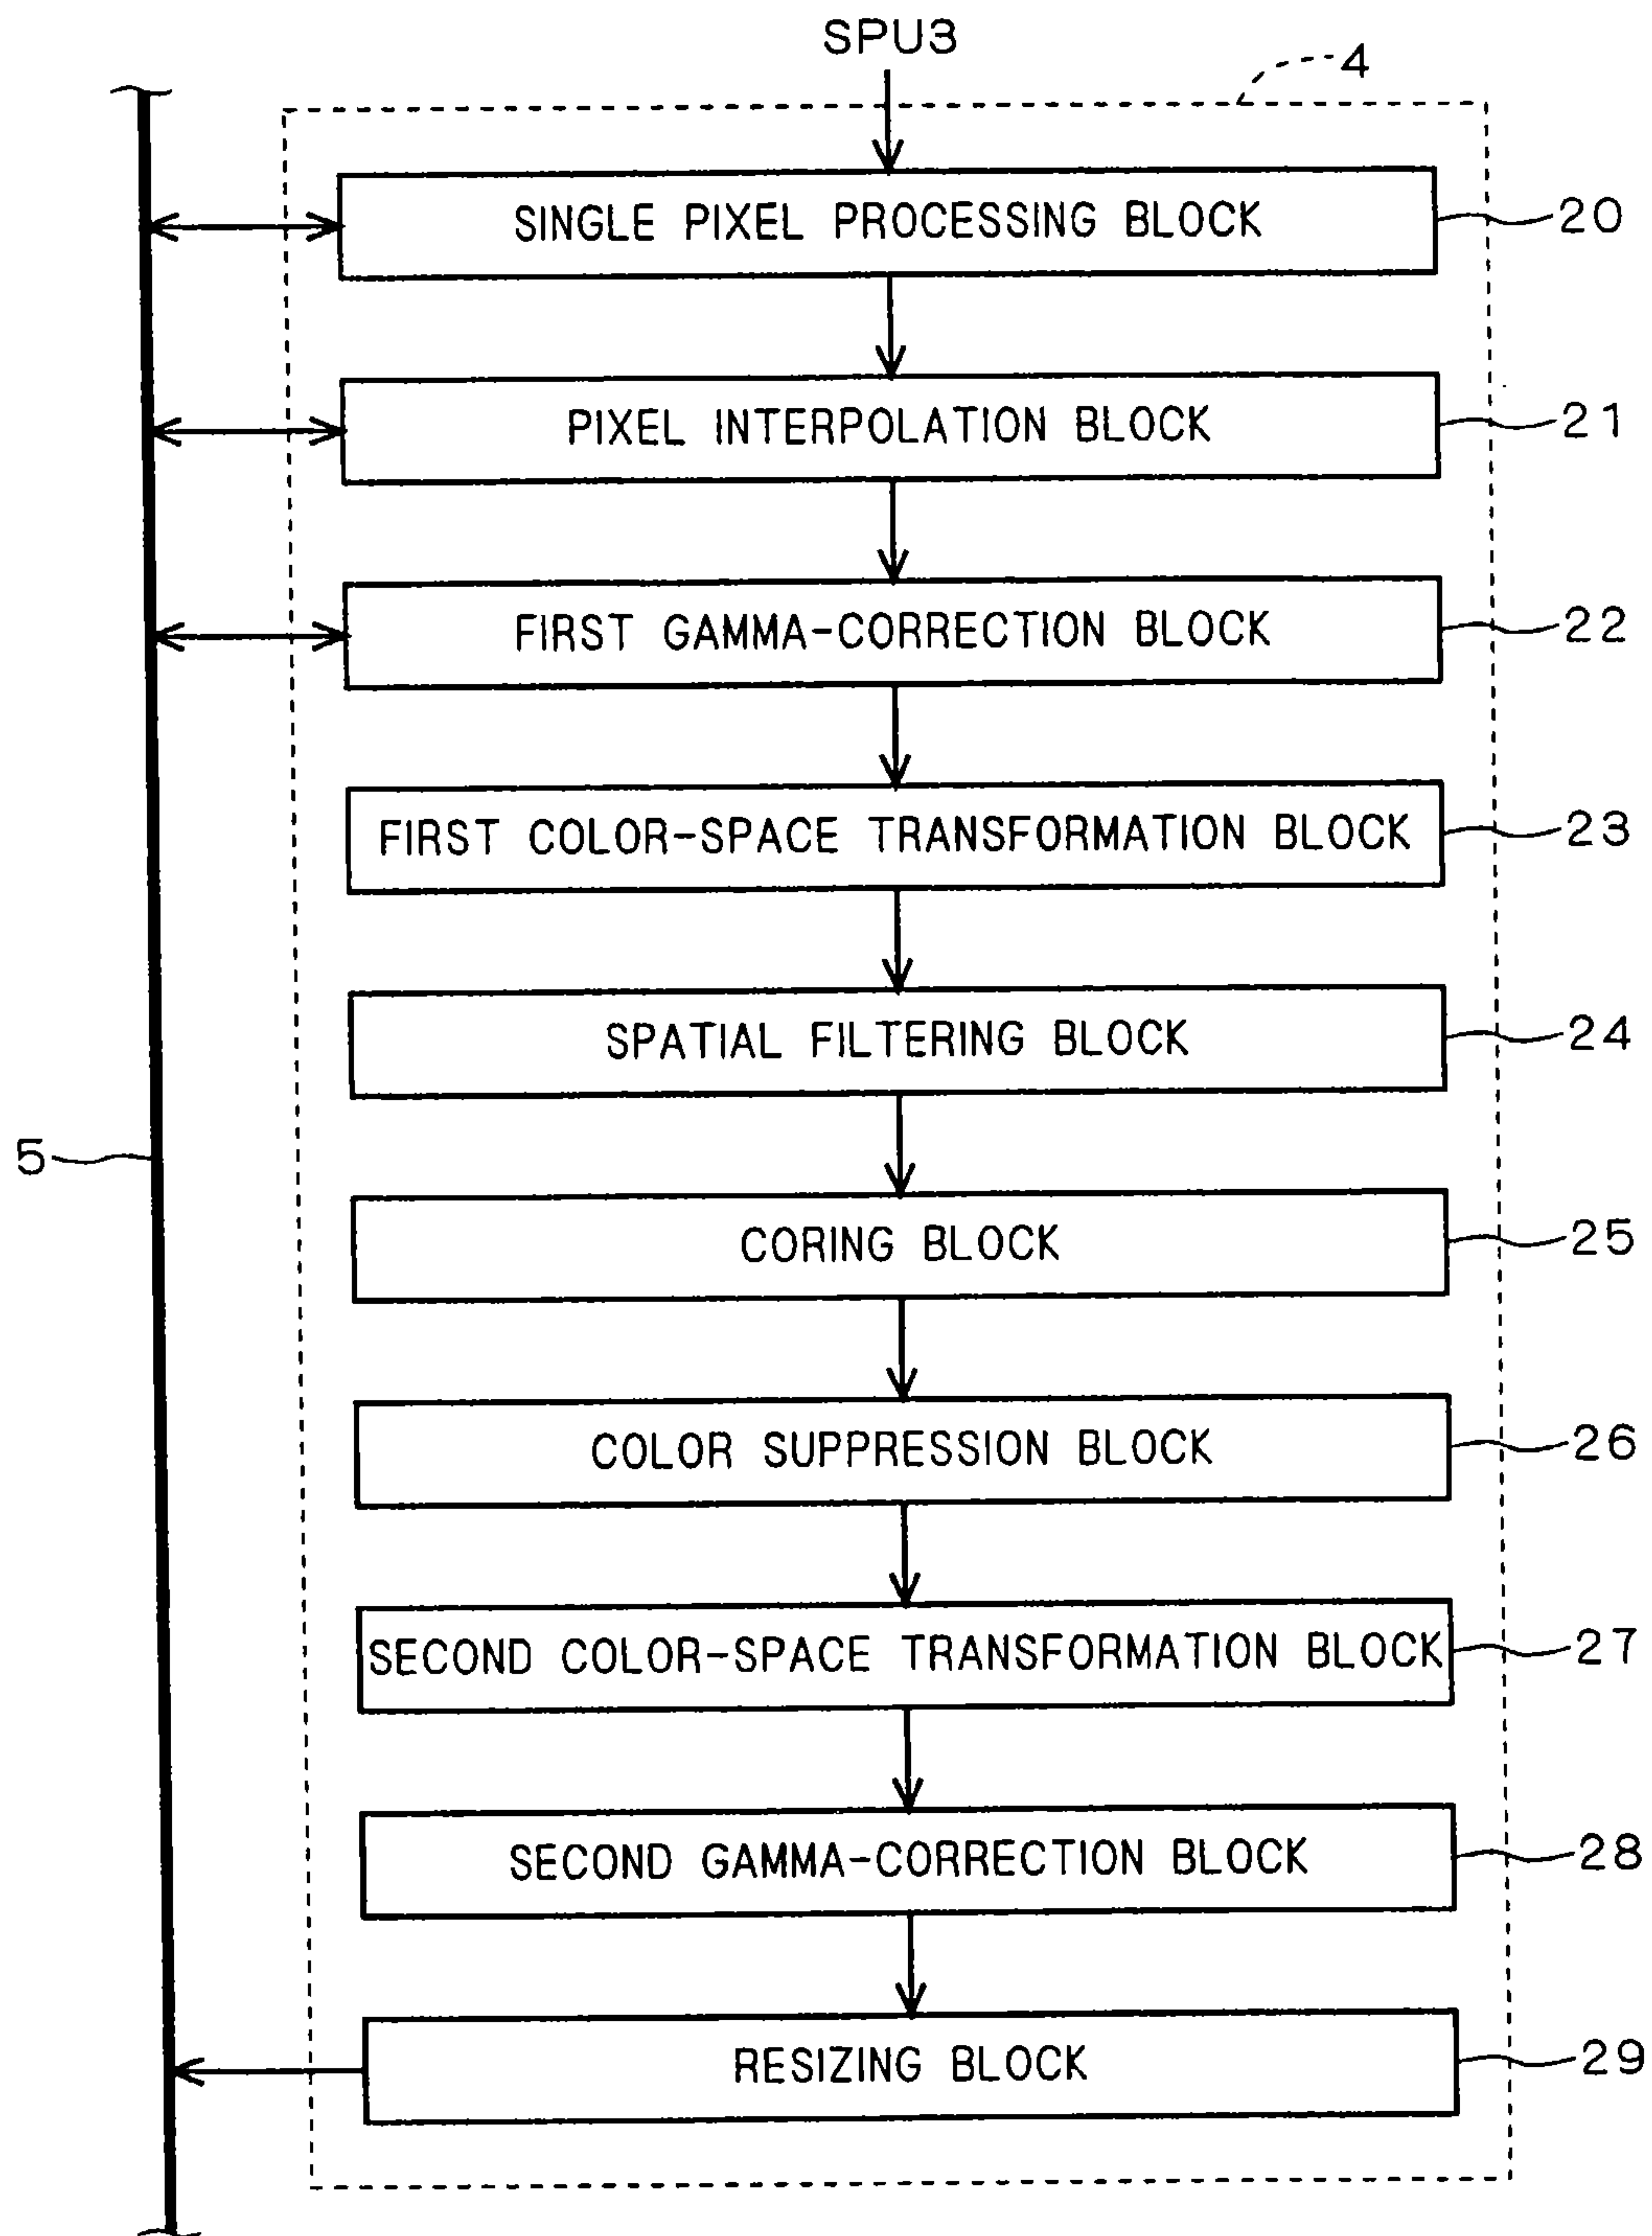 SPU3
4
SINGLE PIXEL PROCESSING BLOCK
20
PIXEL INTERPOLATION BLOCK
21
FIRST GAMMA-CORRECTION BLOCK
22
FIRST COLOR-SPACE TRANSFORMATION BLOCK
23
SPATIAL FILTERING BLOCK
24
5
CORING BLOCK
25
COLOR SUPPRESSION BLOCK
26
SECOND COLOR-SPACE TRANSFORMATION BLOCK
27
SECOND GAMMA-CORRECTION BLOCK
28
RESIZING BLOCK
29